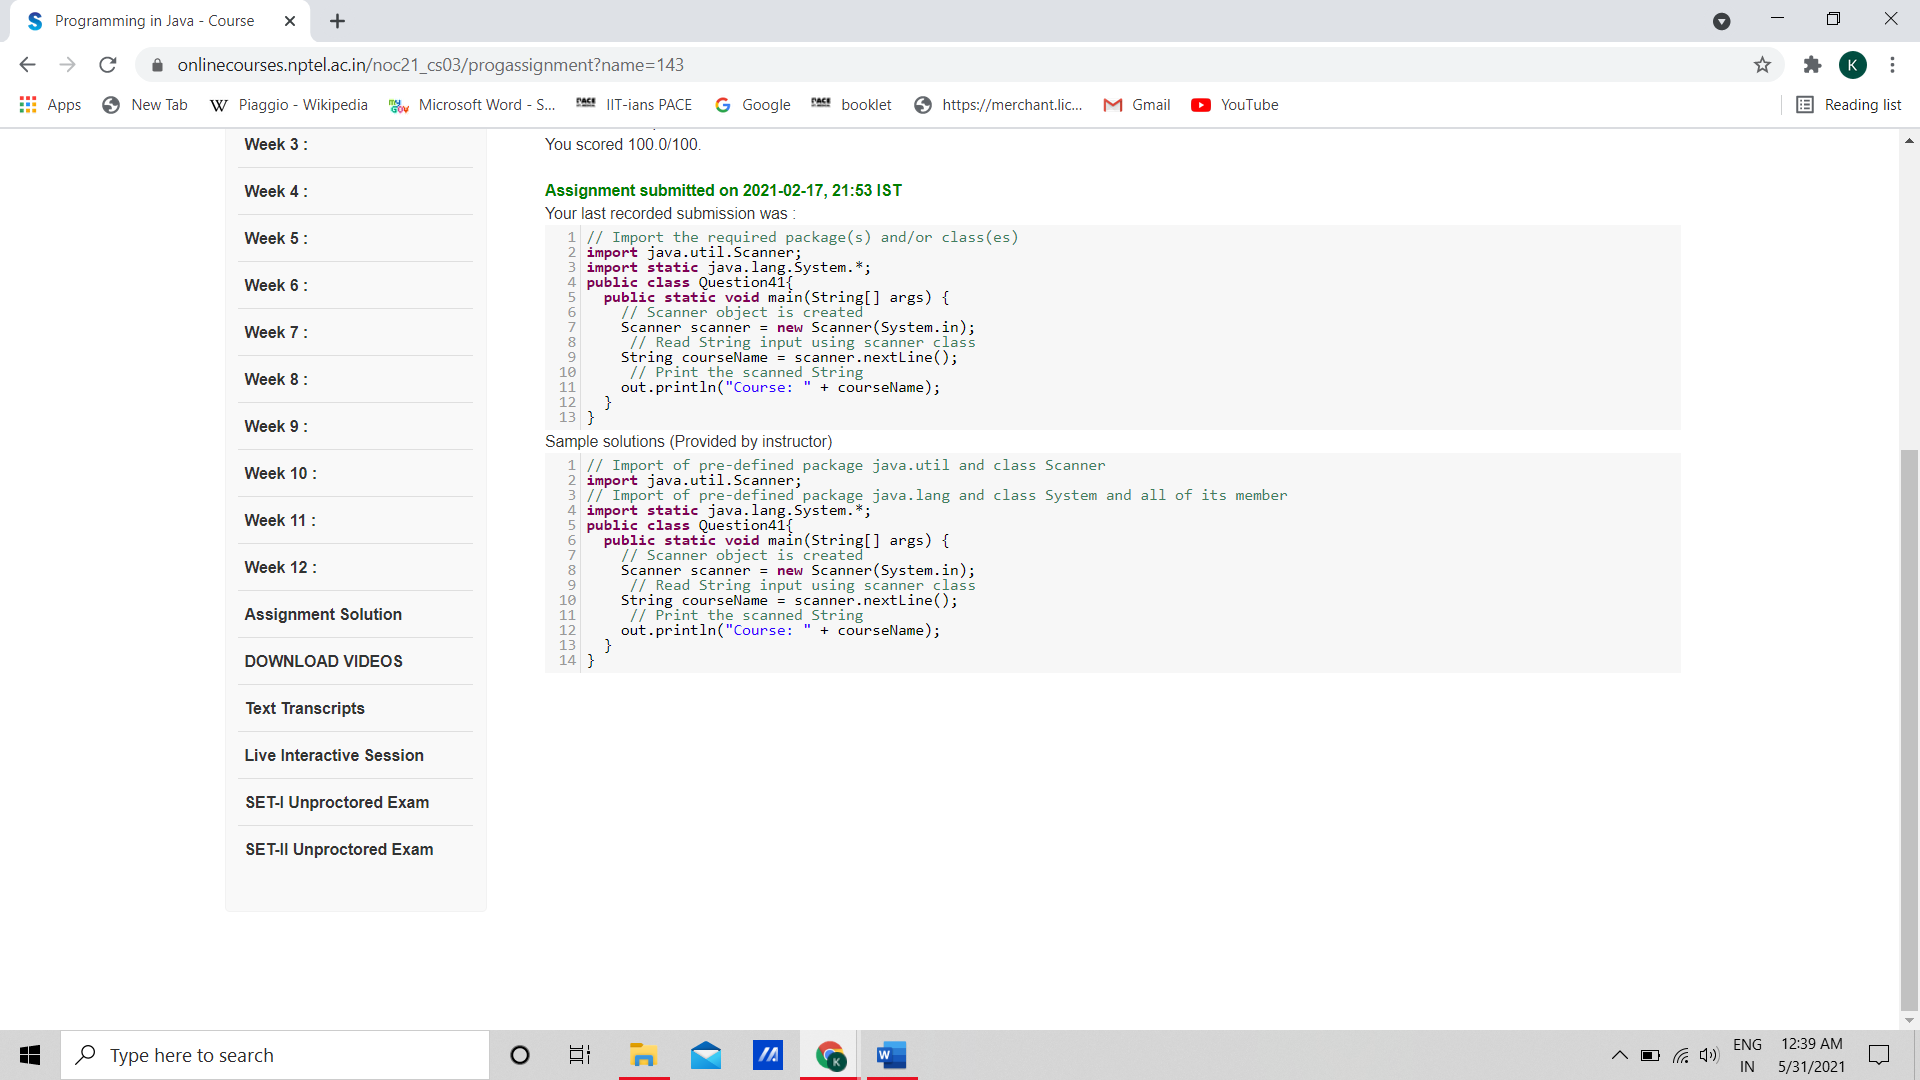 Programming in Java - Course
onlinecourses.nptel.ac.in/noc21_cs03/progassignment?name=143
K
Apps
New Tab
W Piaggio - Wikipedia
Microsoft Word - S...
PACE IIT-ians PACE
Google
PACE booklet
https://merchant.lic...
Gmail
YouTube
Reading list
Week 3 :
Week 4 :
Week 5 :
Week 6 :
Week 7 :
Week 8 :
Week 9 :
Week 10 :
Week 11 :
Week 12 :
Assignment Solution
DOWNLOAD VIDEOS
Text Transcripts
Live Interactive Session
SET-I Unproctored Exam
SET-II Unproctored Exam
You scored 100.0/100.
Assignment submitted on 2021-02-17, 21:53 IST
Your last recorded submission was :
1 // Import the required package(s) and/or class(es)
2 import java.util.Scanner;
3 import static java.lang.System.*;
4 public class Question41{
5 public static void main(String[] args) {
6 // Scanner object is created
7 Scanner scanner = new Scanner(System.in);
8 // Read String input using scanner class
9 String courseName = scanner.nextLine();
10 // Print the scanned String
11 out.println("Course: " + courseName);
12 }
13 }
Sample solutions (Provided by instructor)
1 // Import of pre-defined package java.util and class Scanner
2 import java.util.Scanner;
3 // Import of pre-defined package java.lang and class System and all of its member
4 import static java.lang.System.*;
5 public class Question41{
6 public static void main(String[] args) {
7 // Scanner object is created
8 Scanner scanner = new Scanner(System.in);
9 // Read String input using scanner class
10 String courseName = scanner.nextLine();
11 // Print the scanned String
12 out.println("Course: " + courseName);
13 }
14 }
Type here to search
ENG
IN
12:39 AM
5/31/2021